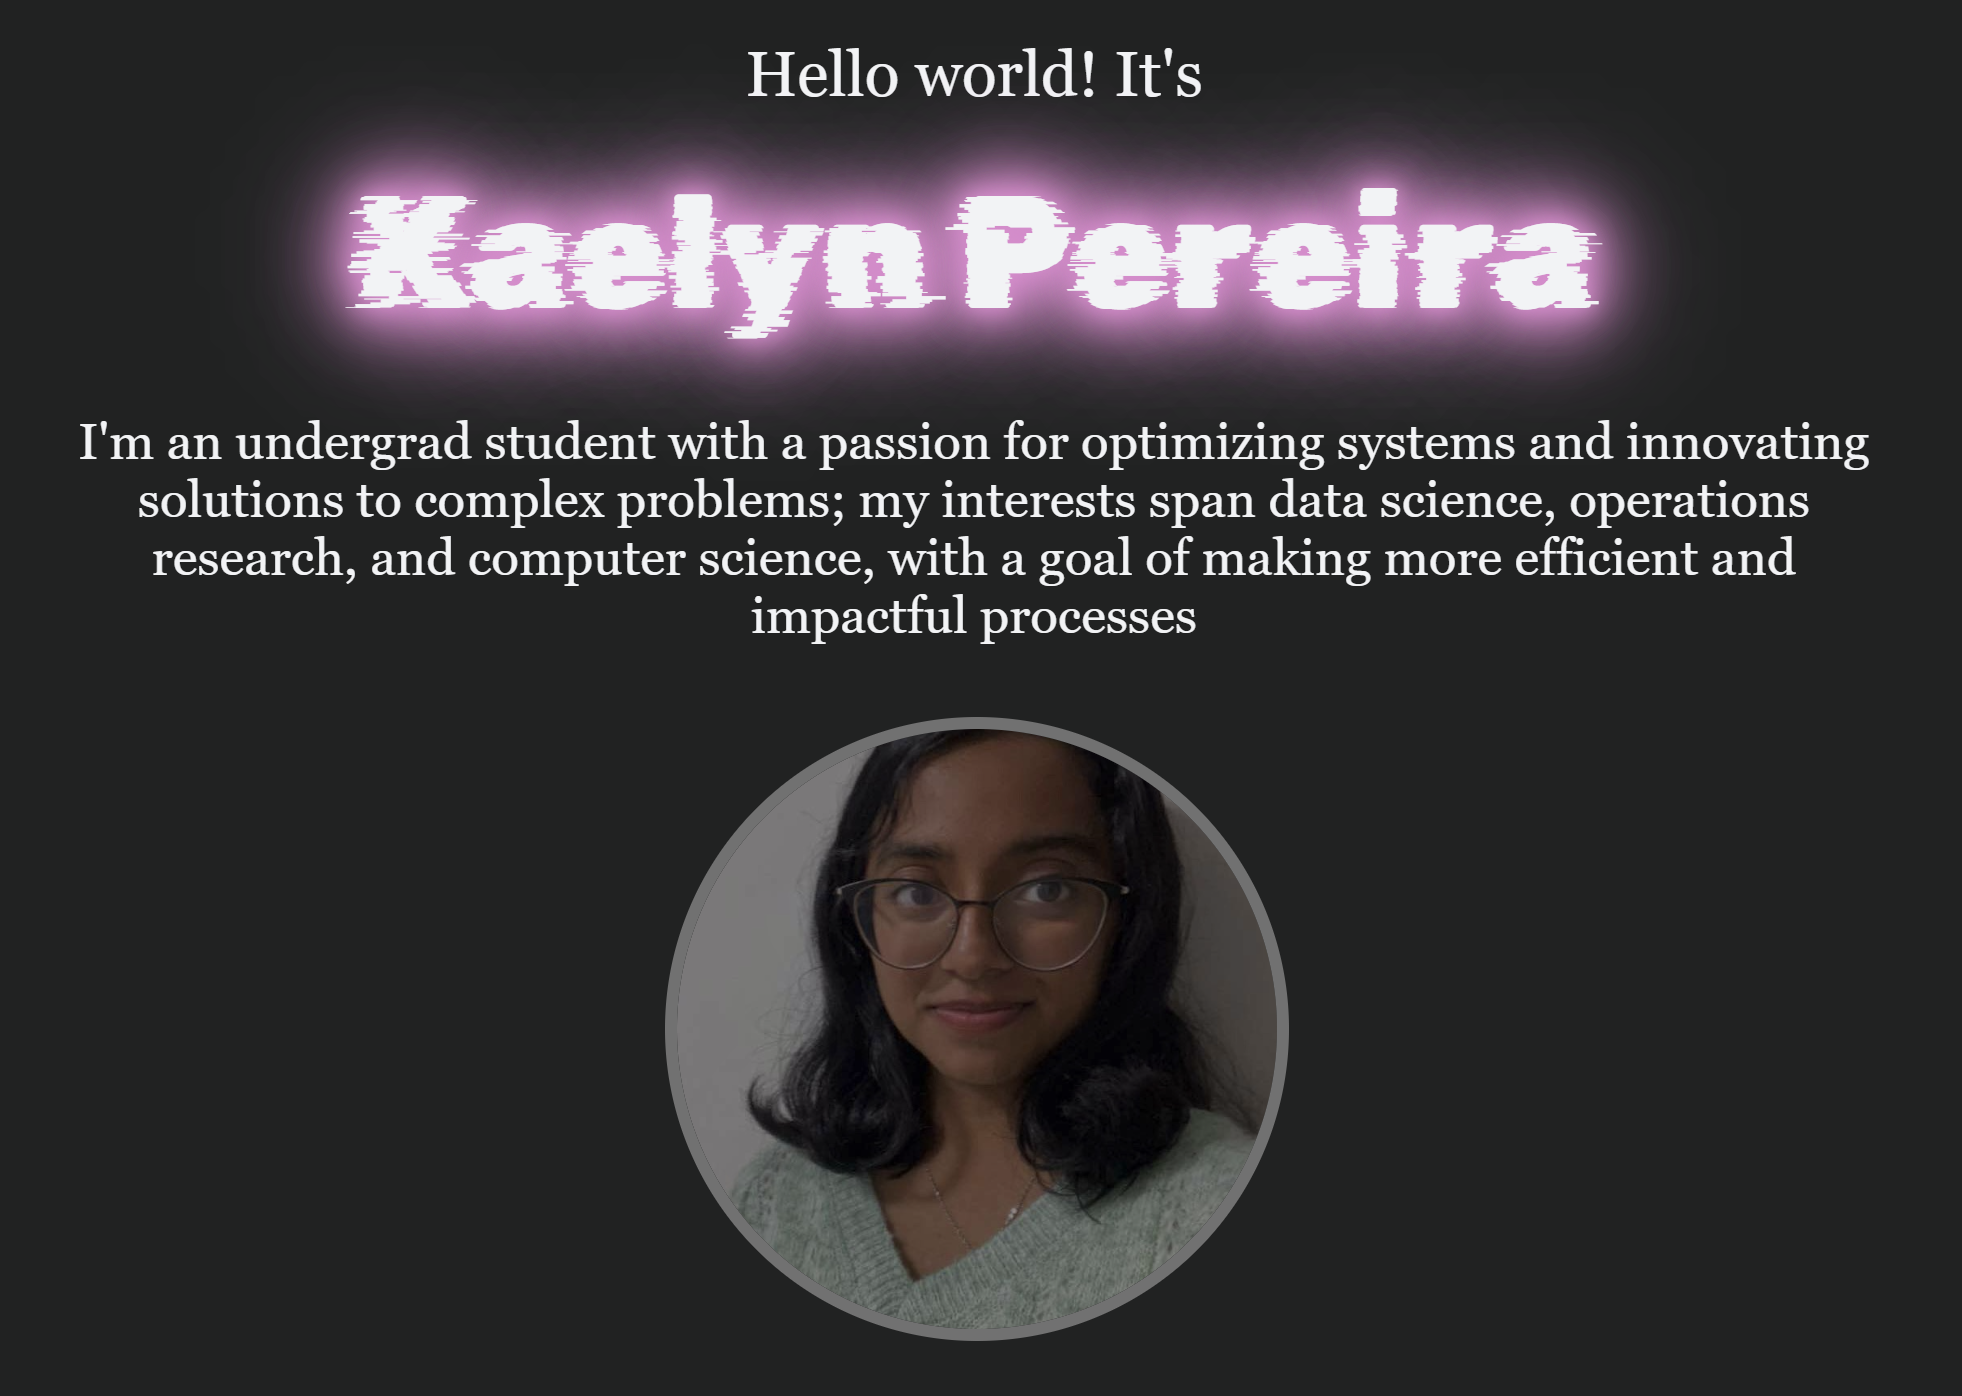 Hello world! It's
Kaelyn Pereira
I'm an undergrad student with a passion for optimizing systems and innovating
solutions to complex problems; my interests span data science, operations
research, and computer science, with a goal of making more efficient and
impactful processes